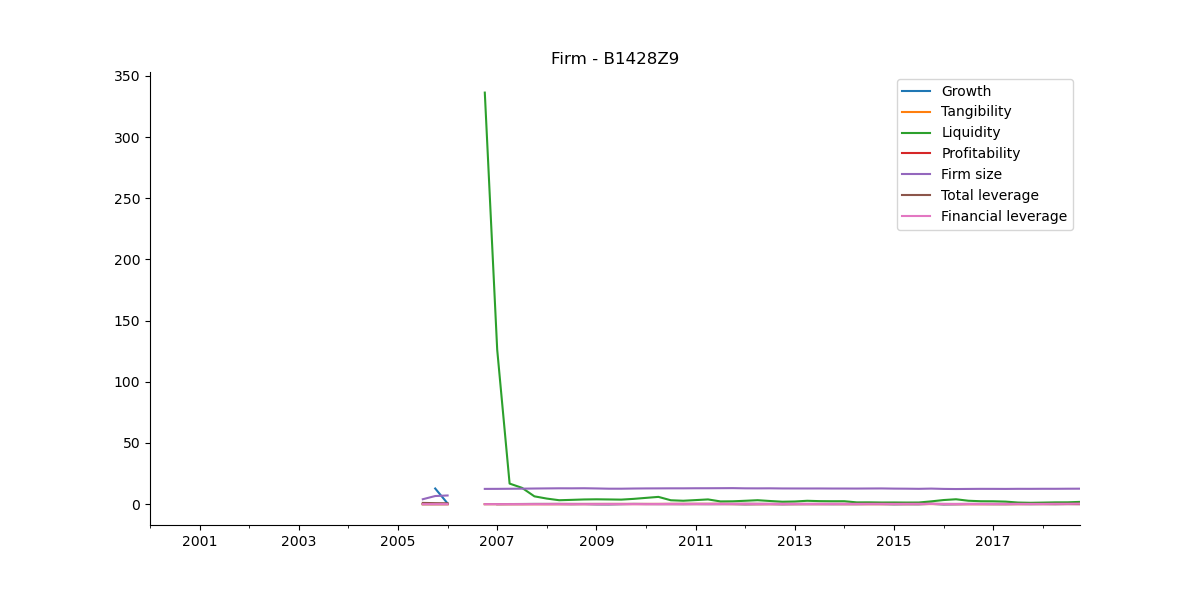 Firm - B1428Z9
350
300
250
200
150
100
50
0
2001 2003 2005 2007 2009 2011 2013 2015 2017
Growth
Tangibility
Liquidity
Profitability
Firm size
Total leverage
Financial leverage